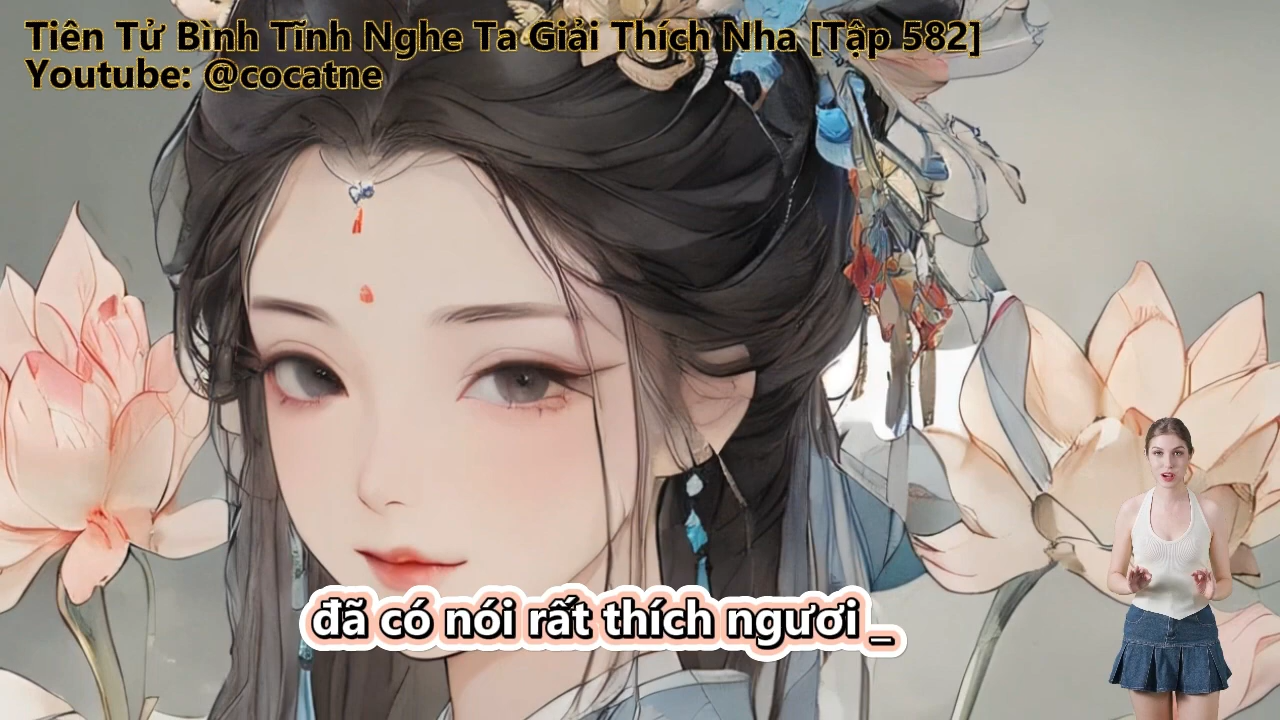 Tiên Tử Bình Tĩnh Nghe Ta Giải Thích Nha [Tập 582]
Youtube: @cocatne
đã có nói rất thích ngươi _